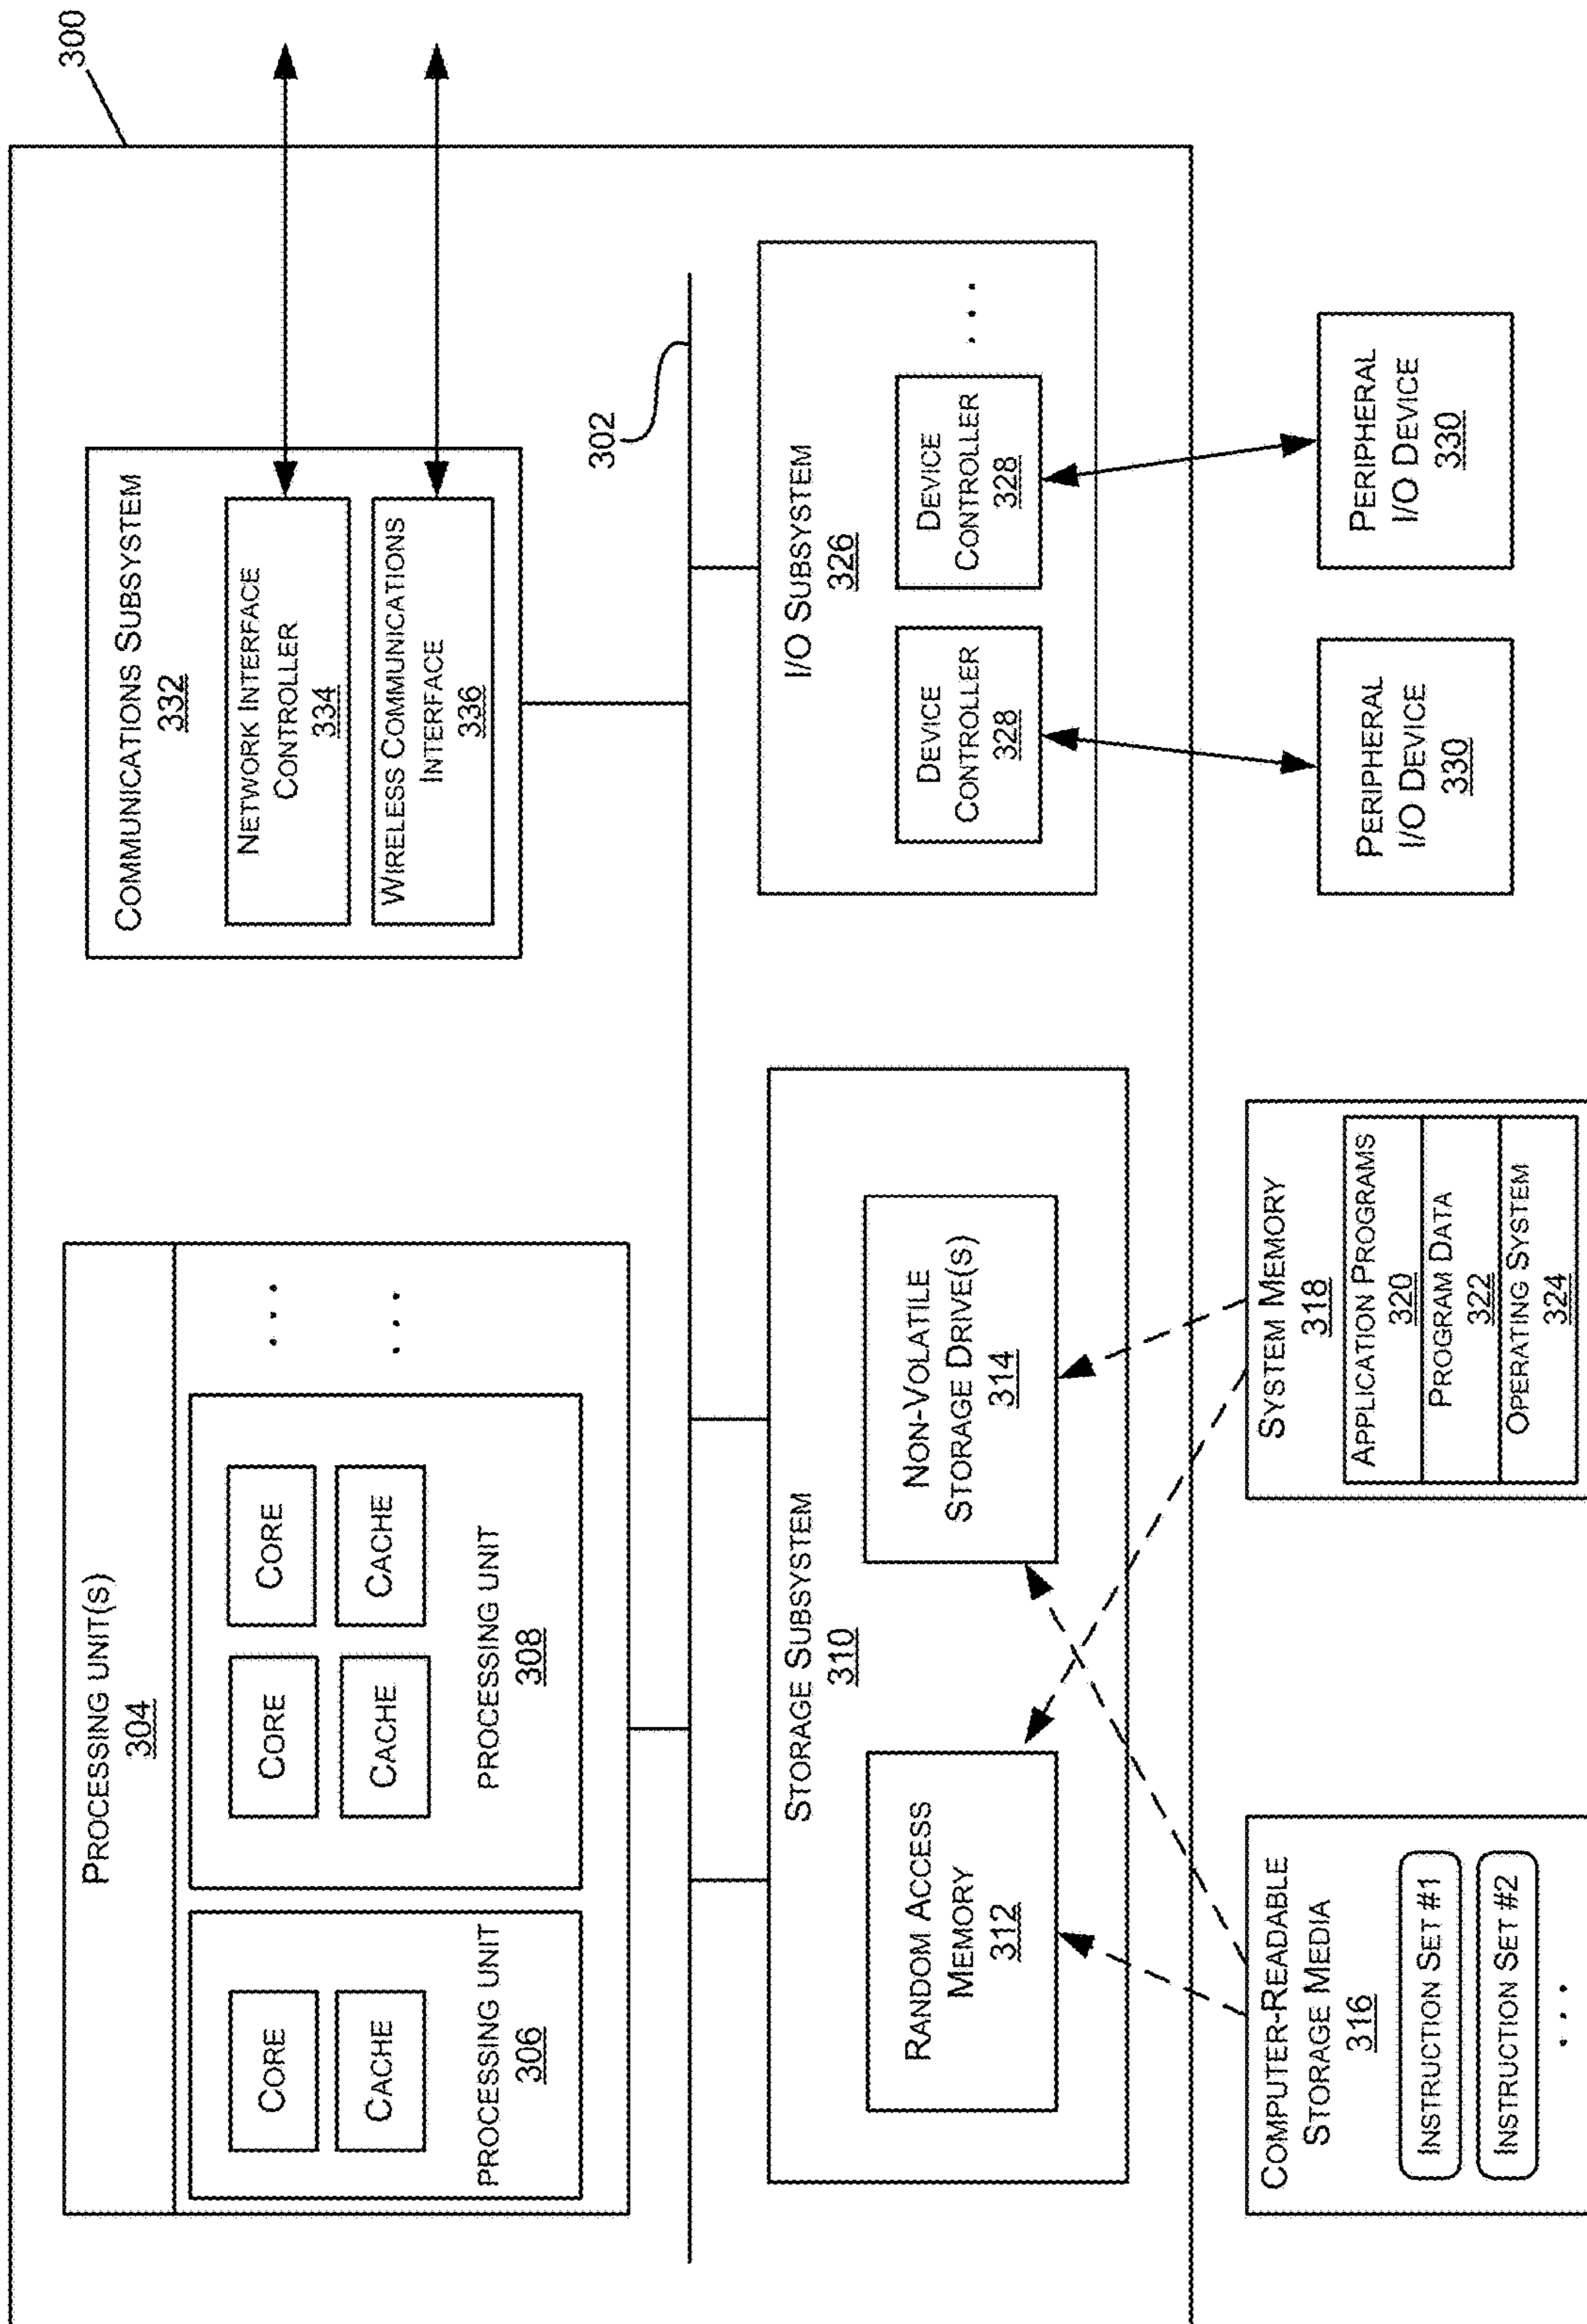 300
PROCESSING UNIT(S)
304
CORE
CACHE
PROCESSING UNIT
306
CORE
CORE
CACHE
CACHE
PROCESSING UNIT
308
. . .
. . .
COMMUNICATIONS SUBSYSTEM
332
NETWORK INTERFACE
CONTROLLER
334
WIRELESS COMMUNICATIONS
INTERFACE
336
302
STORAGE SUBSYSTEM
310
RANDOM ACCESS
MEMORY
312
NON-VOLATILE
STORAGE DRIVE(S)
314
I/O SUBSYSTEM
326
DEVICE
CONTROLLER
328
DEVICE
CONTROLLER
328
. . .
COMPUTER-READABLE
STORAGE MEDIA
316
INSTRUCTION SET #1
INSTRUCTION SET #2
. . .
SYSTEM MEMORY
318
APPLICATION PROGRAMS
320
PROGRAM DATA
322
OPERATING SYSTEM
324
PERIPHERAL
I/O DEVICE
330
PERIPHERAL
I/O DEVICE
330